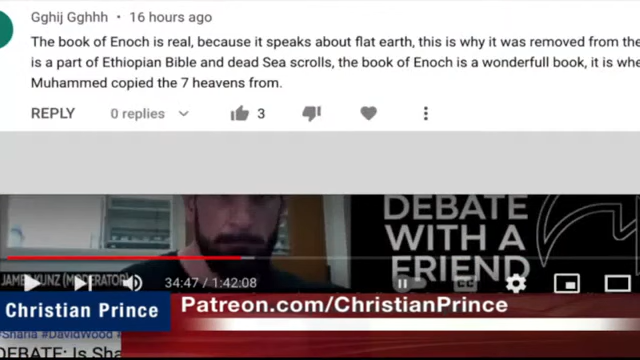 Gghij Gghhh • 16 hours ago
The book of Enoch is real, because it speaks about flat earth, this is why it was removed from the
is a part of Ethiopian Bible and dead Sea scrolls, the book of Enoch is a wonderfull book, it is
Muhammed copied the 7 heavens from.
REPLY 0 replies 3
DEBATE
WITH A
FRIEND
(MODERATOR)
34:47 / 1:42:08
Christian Prince
Patreon.com/ChristianPrince
#DavidWood
DEBATE: Is